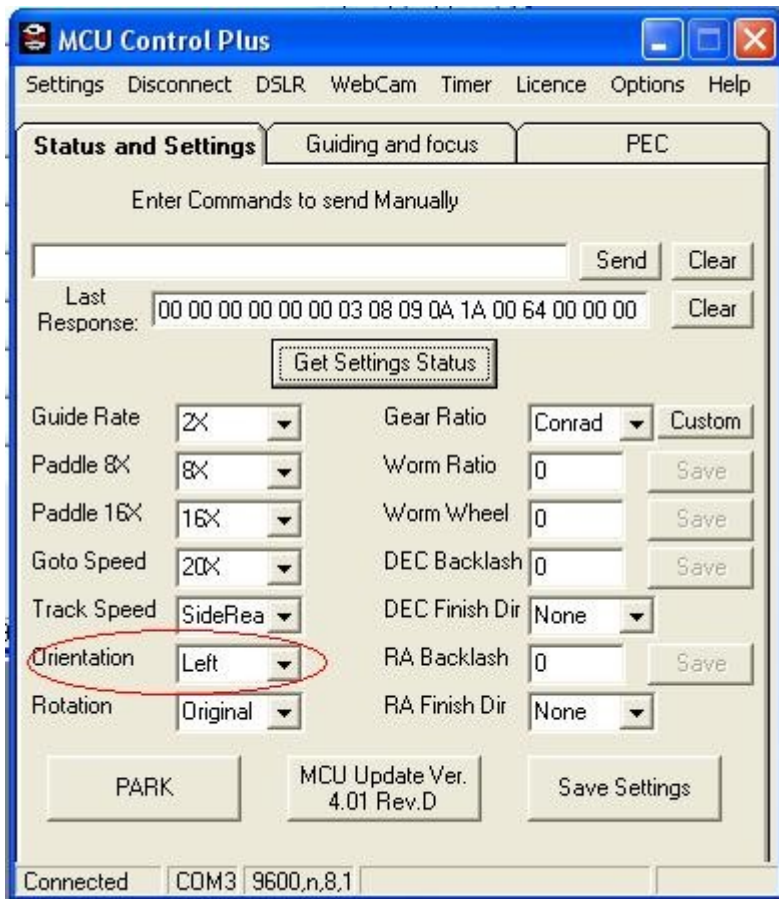 MCU Control Plus
Settings Disconnect DSLR WebCam Timer Licence Options Help
Status and Settings Guiding and focus PEC
Enter Commands to send Manually
Send Clear
Last Response: 00 00 00 00 00 00 03 08 09 0A 1A 00 64 00 00 00 Clear
Get Settings Status
Guide Rate 2X Gear Ratio Conrad Custom
Paddle 8X 8X Worm Ratio 0 Save
Paddle 16X 16X Worm Wheel 0 Save
Goto Speed 20X DEC Backlash 0 Save
Track Speed SideRea DEC Finish Dir None
Orientation Left RA Backlash 0 Save
Rotation Original RA Finish Dir None
PARK MCU Update Ver. 4.01 Rev.D Save Settings
Connected COM3 9600,n,8,1